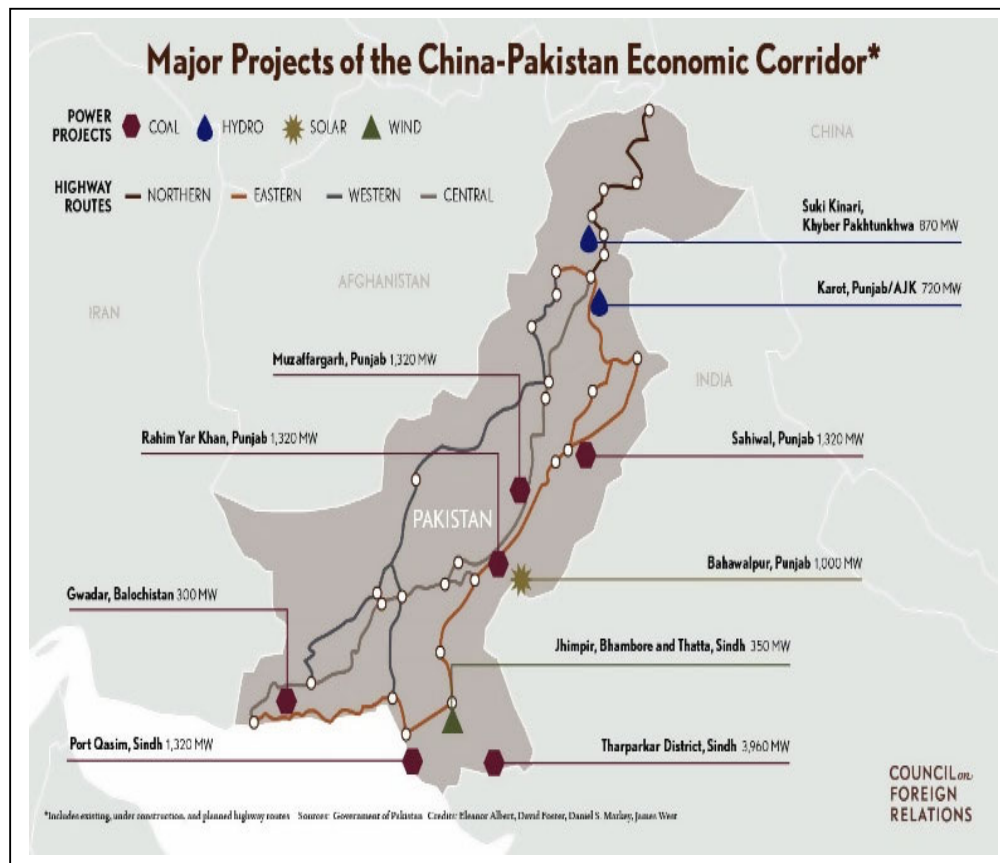 Major Projects of the China-Pakistan Economic Corridor*
POWER
PROJECTS
COAL
HYDRO
SOLAR
WIND
HIGHWAY
ROUTES
NORTHERN
EASTERN
WESTERN
CENTRAL
CHINA
Suki Kinari,
Khyber Pakhtunkhwa 870 MW
AFGHANISTAN
Karot, Punjab/AJK 720 MW
IRAN
Muzaffargarh, Punjab 1,320 MW
INDIA
Rahim Yar Khan, Punjab 1,320 MW
Sahiwal, Punjab 1,320 MW
PAKISTAN
Bahawalpur, Punjab 1,000 MW
Gwadar, Balochistan 300 MW
Jhimpir, Bhambore and Thatta, Sindh 350 MW
Port Qasim, Sindh 1,320 MW
Tharparkar District, Sindh 3,960 MW
COUNCIL on
FOREIGN
RELATIONS
*Includes existing, under construction, and planned highway routes Sources: Government of Pakistan Credits: Eleanor Albert, David Foster, Daniel S. Markey, James West